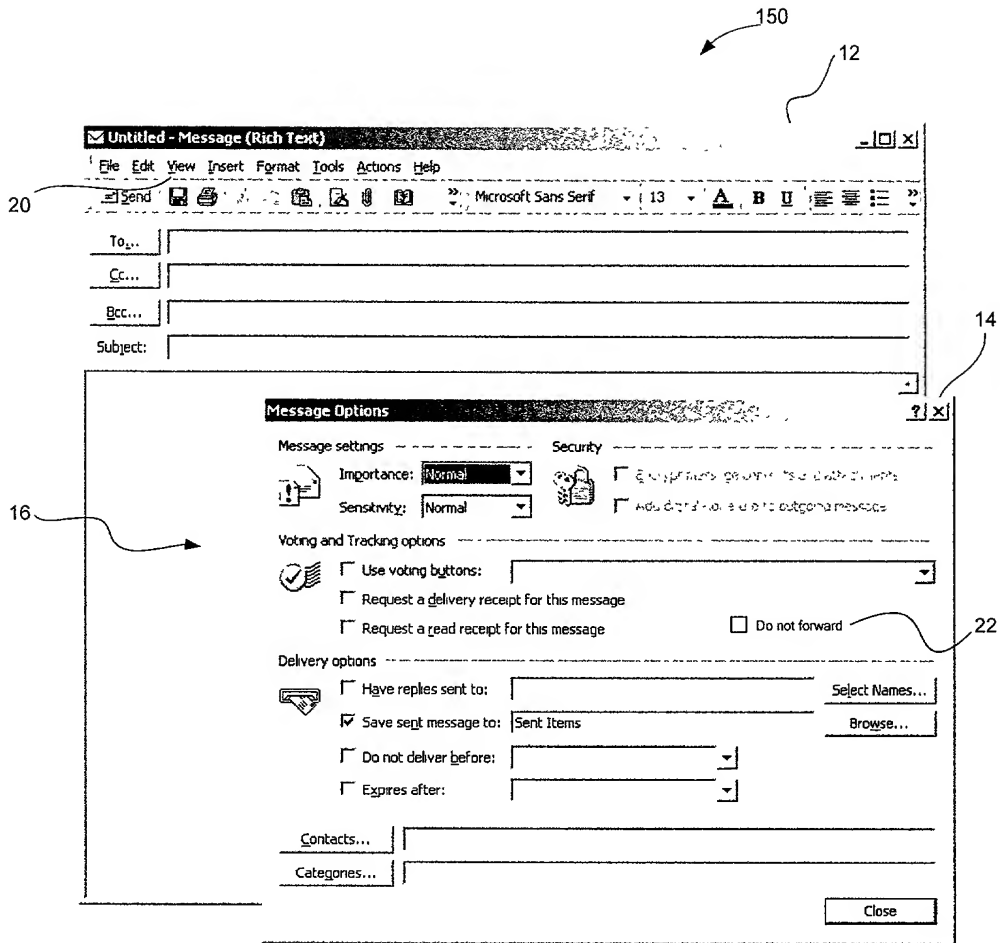 150
12
Untitled - Message (Rich Text)
File Edit View Insert Format Tools Actions Help
20
Send Microsoft Sans Serif 13 A B U
To...
Cc...
Bcc...
Subject:
14
Message Options
Message settings Security
Importance: Normal
Sensitivity: Normal
to outgoing message
16
Voting and Tracking options
Use voting buttons:
Request a delivery receipt for this message
Request a read receipt for this message Do not forward
22
Delivery options
Have replies sent to: Select Names...
Save sent message to: Sent Items Browse...
Do not deliver before:
Expires after:
Contacts...
Categories...
Close